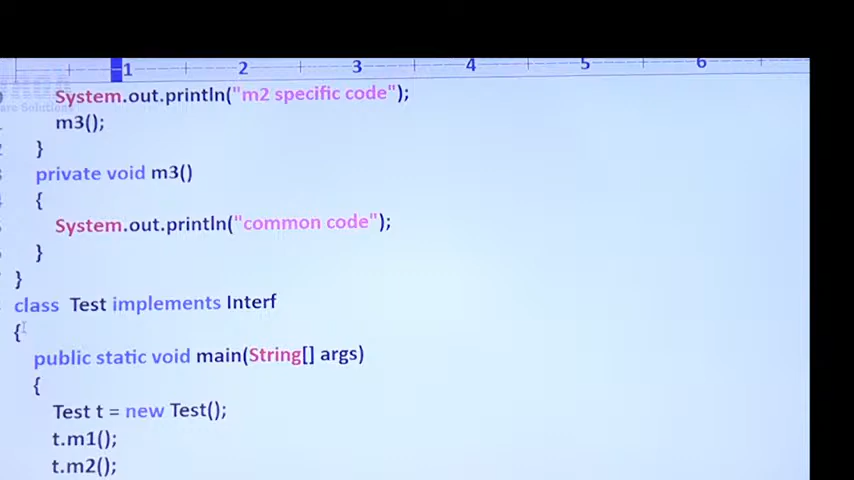 1 2 3 4 5 6
System.out.println("m2 specific code");
m3();
}
private void m3()
{
System.out.println("common code");
}
}
class Test implements Interf
{
public static void main(String[] args)
{
Test t = new Test();
t.m1();
t.m2();